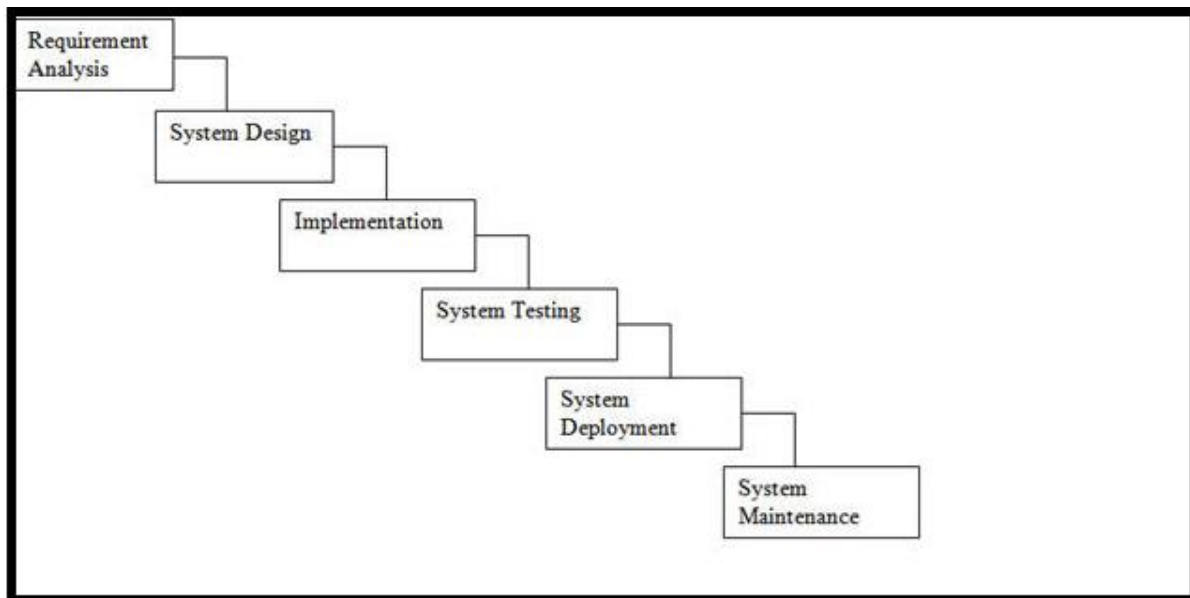 Requirement
Analysis
System Design
Implementation
System Testing
System
Deployment
System
Maintenance